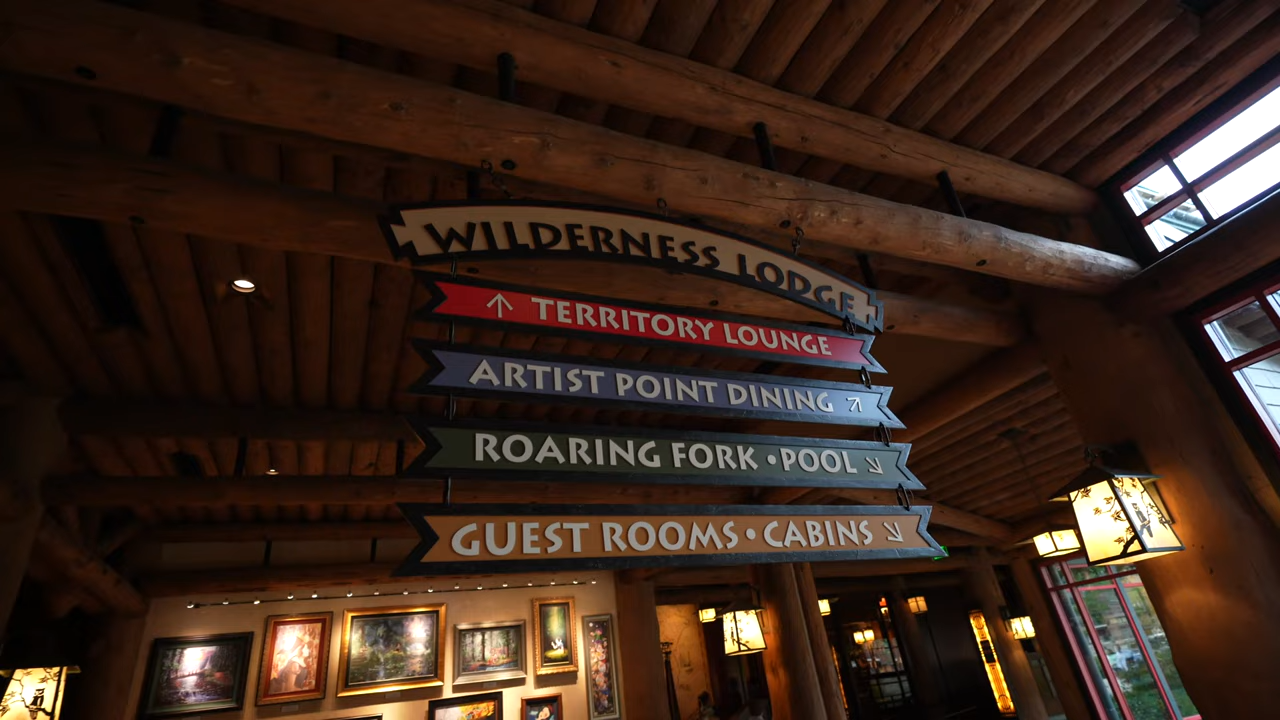 WILDERNESS LODGE
↑ TERRITORY LOUNGE
ARTIST POINT DINING ↗
ROARING FORK • POOL ↘
GUEST ROOMS • CABINS ↘